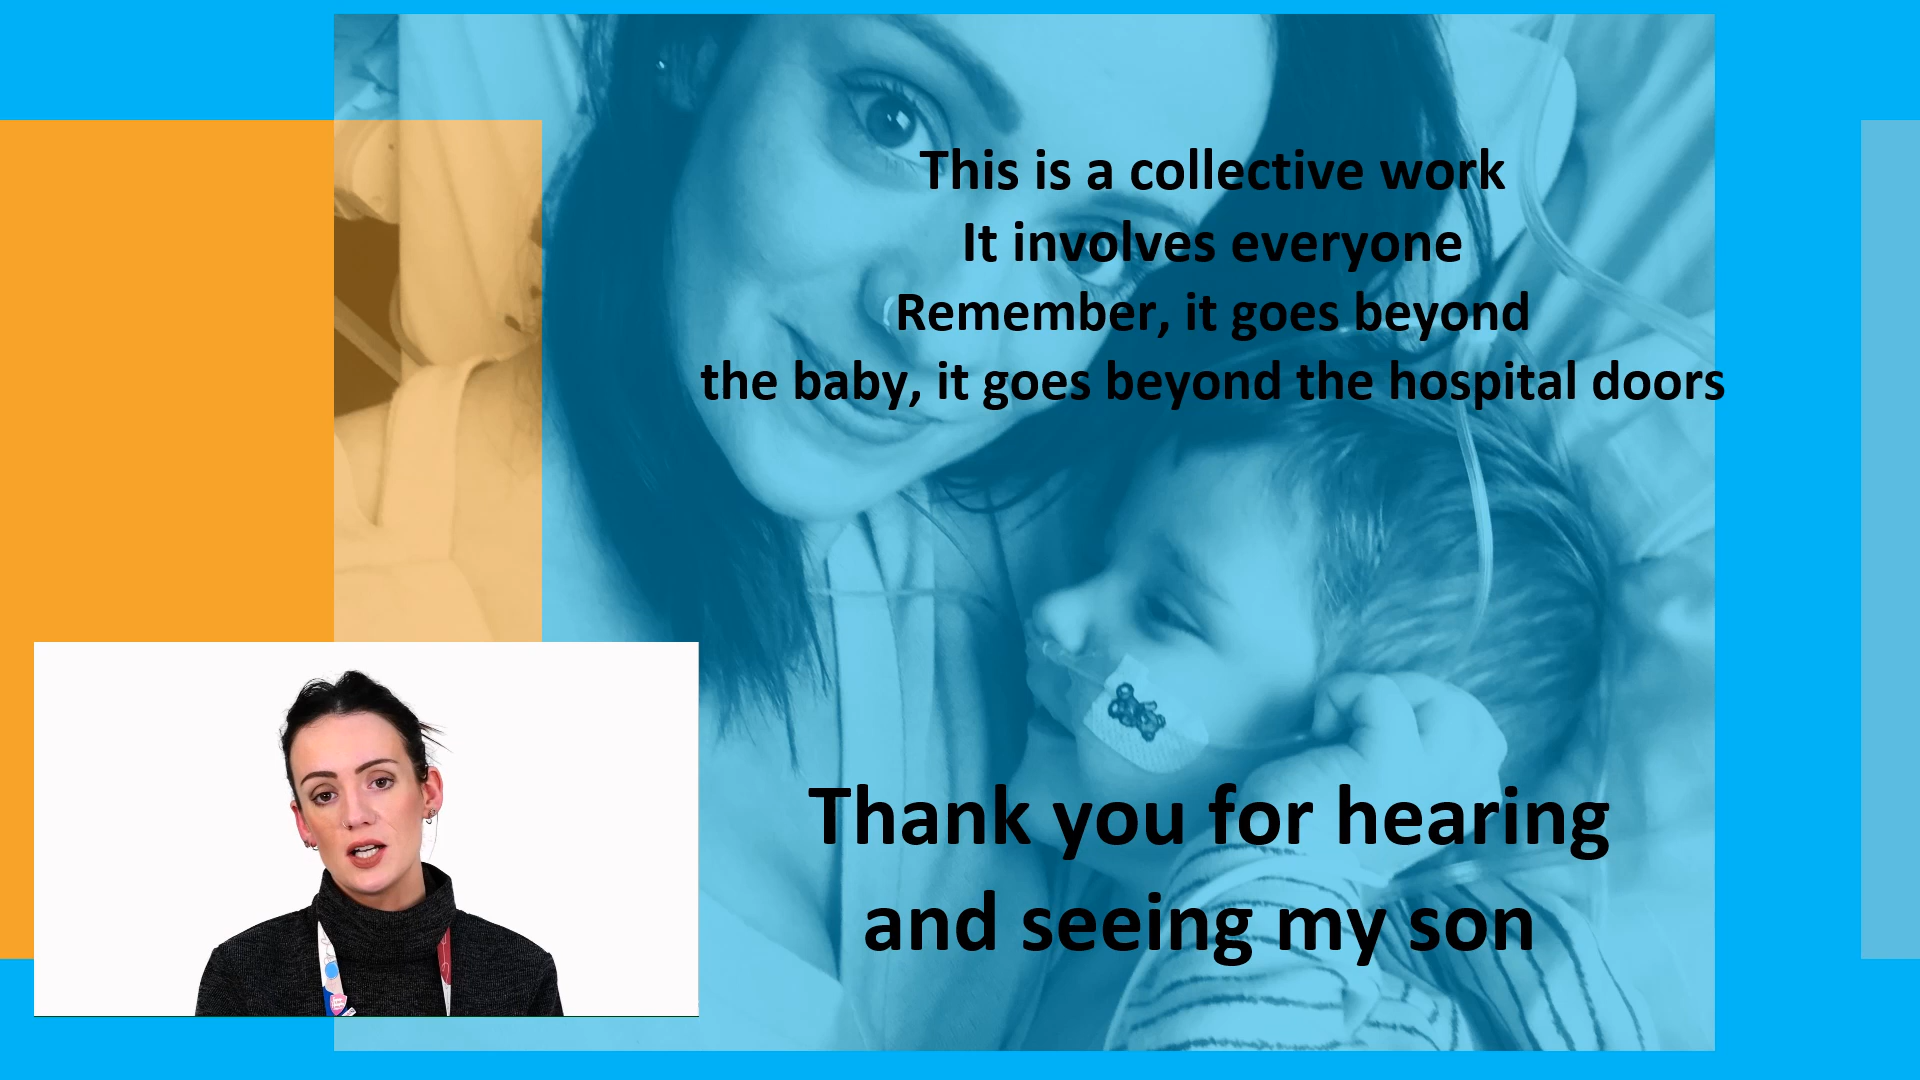 This is a collective work
It involves everyone
Remember, it goes beyond
the baby, it goes beyond the hospital doors
Thank you for hearing
and seeing my son